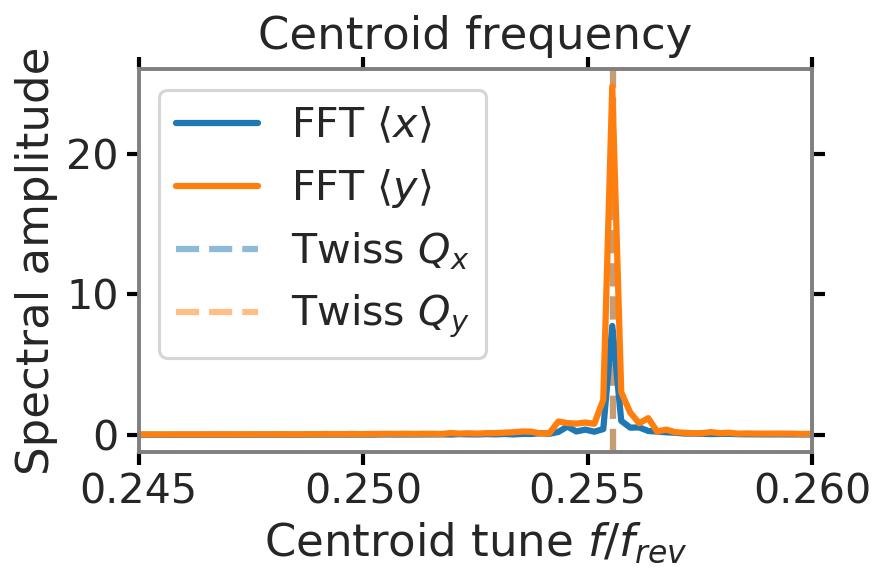 Centroid frequency
Spectral amplitude
20
10
0
FFT ⟨x⟩
FFT ⟨y⟩
Twiss Qₓ
Twiss Q_y
0.245 0.250 0.255 0.260
Centroid tune f/f_rev